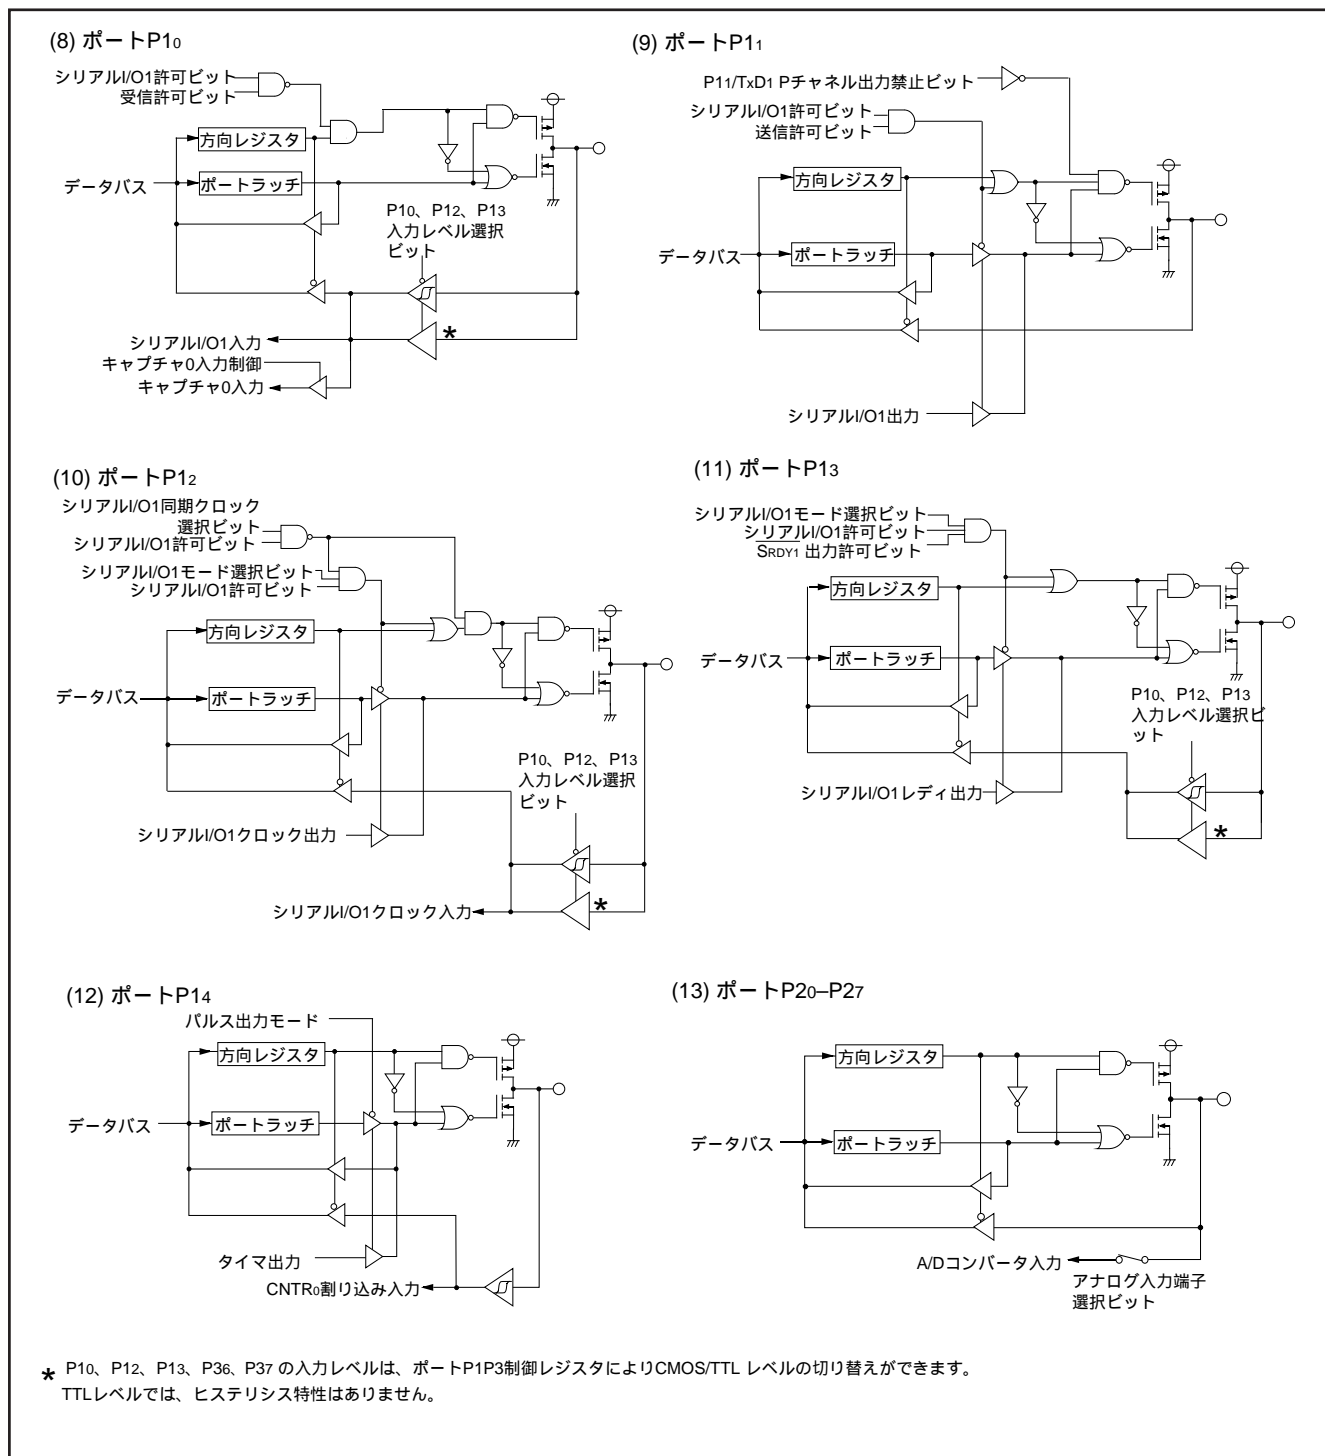 (8) ポートP10
シリアルI/O1許可ビット
受信許可ビット
方向レジスタ
データバス
ポートラッチ
P10、P12、P13
入力レベル選択
ビット
*
シリアルI/O1入力
キャプチャ0入力制御
キャプチャ0入力
(9) ポートP11
P11/TxD1 Pチャネル出力禁止ビット
シリアルI/O1許可ビット
送信許可ビット
方向レジスタ
データバス
ポートラッチ
シリアルI/O1出力
(10) ポートP12
シリアルI/O1同期クロック
選択ビット
シリアルI/O1許可ビット
シリアルI/O1モード選択ビット
シリアルI/O1許可ビット
方向レジスタ
データバス
ポートラッチ
P10、P12、P13
入力レベル選択
ビット
シリアルI/O1クロック出力
*
シリアルI/O1クロック入力
(11) ポートP13
シリアルI/O1モード選択ビット
シリアルI/O1許可ビット
SRDY1 出力許可ビット
方向レジスタ
データバス
ポートラッチ
P10、P12、P13
入力レベル選択ビ
ット
シリアルI/O1レディ出力
*
(12) ポートP14
パルス出力モード
方向レジスタ
データバス
ポートラッチ
タイマ出力
CNTR0割り込み入力
(13) ポートP20–P27
方向レジスタ
データバス
ポートラッチ
A/Dコンバータ入力
アナログ入力端子
選択ビット
* P10、P12、P13、P36、P37 の入力レベルは、ポートP1P3制御レジスタによりCMOS/TTL レベルの切り替えができます。
TTLレベルでは、ヒステリシス特性はありません。